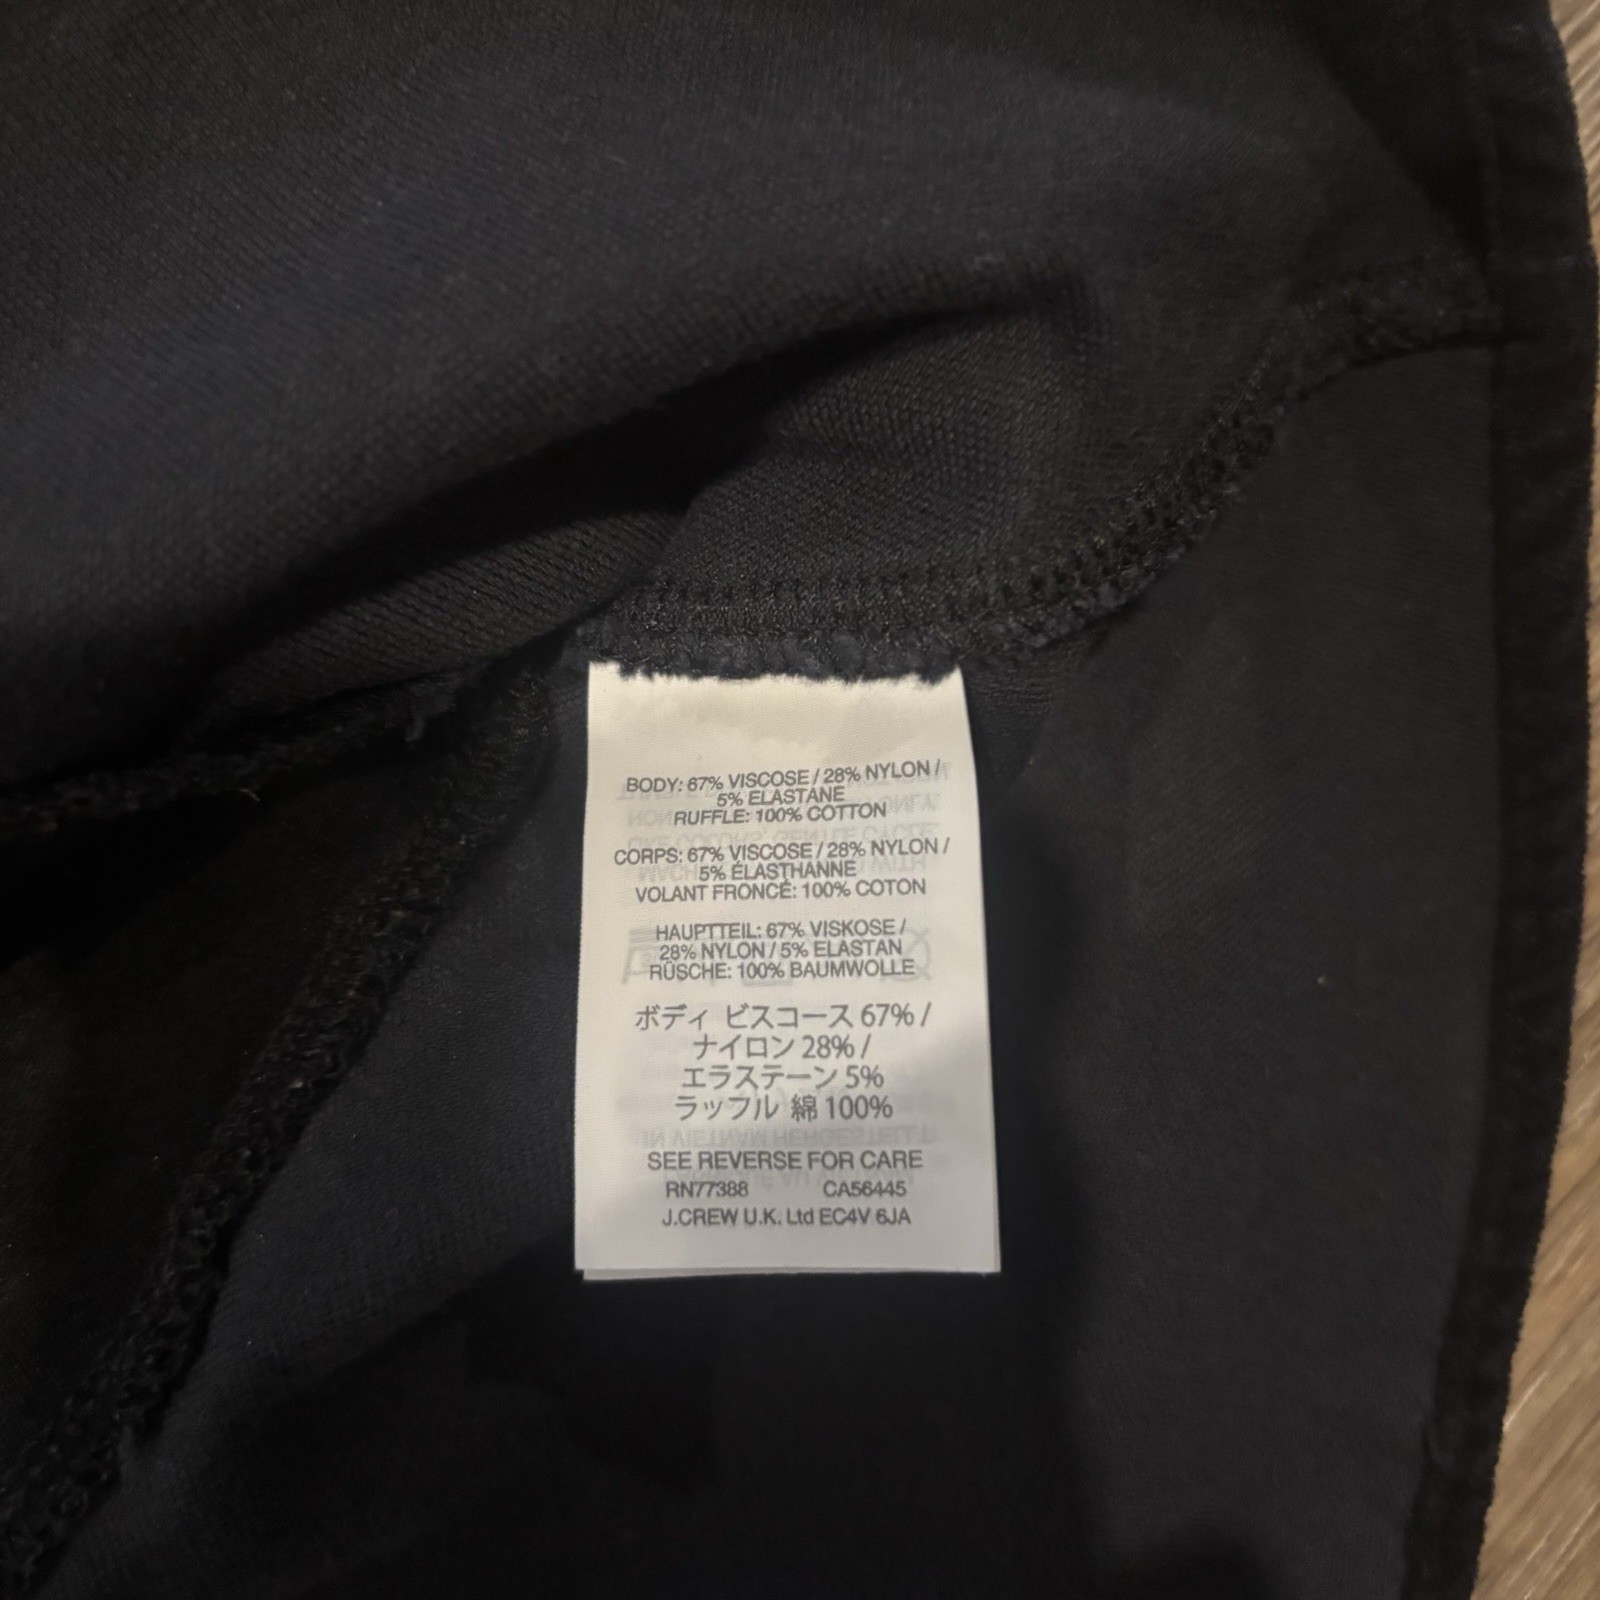 BODY: 67% VISCOSE / 28% NYLON /
5% ELASTANE
RUFFLE: 100% COTTON
CORPS: 67% VISCOSE / 28% NYLON /
5% ÉLASTHANNE
VOLANT FRONCÉ: 100% COTON
HAUPTTEIL: 67% VISKOSE /
28% NYLON / 5% ELASTAN
RÜSCHE: 100% BAUMWOLLE
ボディ ビスコース 67% /
ナイロン 28% /
エラステーン 5%
ラッフル 綿 100%
SEE REVERSE FOR CARE
RN77388 CA56445
J.CREW U.K. Ltd EC4V 6JA